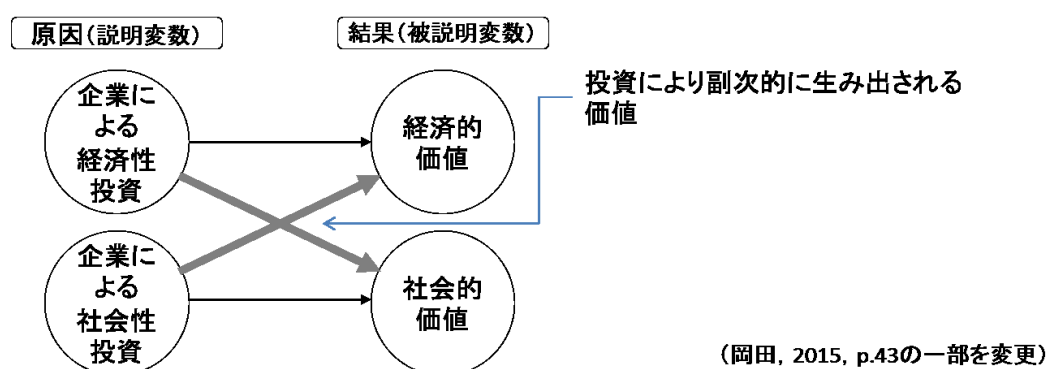 原因(説明変数)
結果(被説明変数)
企業に
よる
経済性
投資
経済的
価値
投資により副次的に生み出される
価値
企業に
よる
社会性
投資
社会的
価値
(岡田, 2015, p.43の一部を変更)